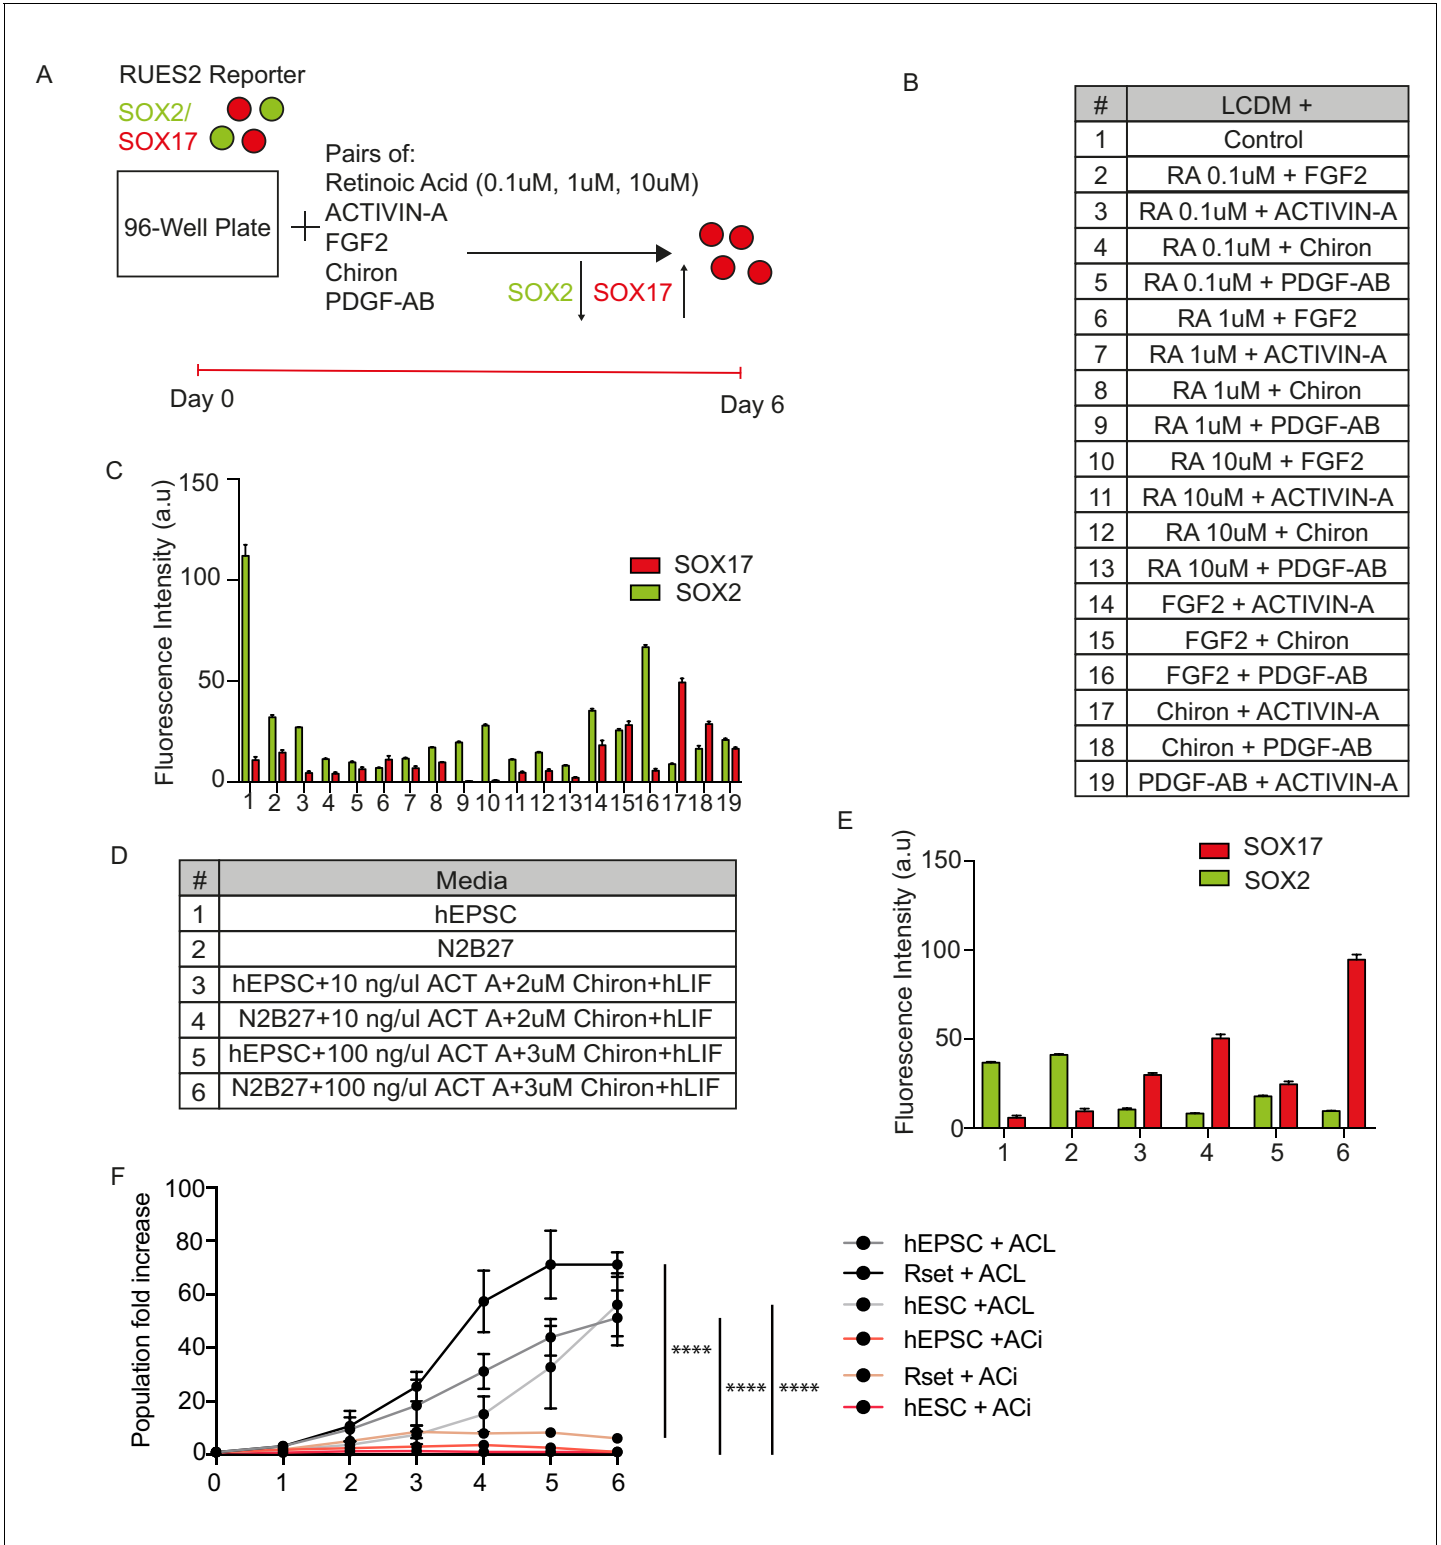 A
RUES2 Reporter
SOX2/
SOX17
96-Well Plate
Pairs of:
Retinoic Acid (0.1uM, 1uM, 10uM)
ACTIVIN-A
FGF2
Chiron
PDGF-AB
SOX2
SOX17
Day 0
Day 6
B
# LCDM +
1 Control
2 RA 0.1uM + FGF2
3 RA 0.1uM + ACTIVIN-A
4 RA 0.1uM + Chiron
5 RA 0.1uM + PDGF-AB
6 RA 1uM + FGF2
7 RA 1uM + ACTIVIN-A
8 RA 1uM + Chiron
9 RA 1uM + PDGF-AB
10 RA 10uM + FGF2
11 RA 10uM + ACTIVIN-A
12 RA 10uM + Chiron
13 RA 10uM + PDGF-AB
14 FGF2 + ACTIVIN-A
15 FGF2 + Chiron
16 FGF2 + PDGF-AB
17 Chiron + ACTIVIN-A
18 Chiron + PDGF-AB
19 PDGF-AB + ACTIVIN-A
C
Fluorescence Intensity (a.u)
150
100
50
0
1 2 3 4 5 6 7 8 9 10 11 12 13 14 15 16 17 18 19
SOX17
SOX2
D
# Media
1 hEPSC
2 N2B27
3 hEPSC+10 ng/ul ACT A+2uM Chiron+hLIF
4 N2B27+10 ng/ul ACT A+2uM Chiron+hLIF
5 hEPSC+100 ng/ul ACT A+3uM Chiron+hLIF
6 N2B27+100 ng/ul ACT A+3uM Chiron+hLIF
E
Fluorescence Intensity (a.u)
150
100
50
0
1 2 3 4 5 6
SOX17
SOX2
F
Population fold increase
100
80
60
40
20
0
0 1 2 3 4 5 6
****
**** ****
hEPSC + ACL
Rset + ACL
hESC +ACL
hEPSC +ACi
Rset + ACi
hESC + ACi